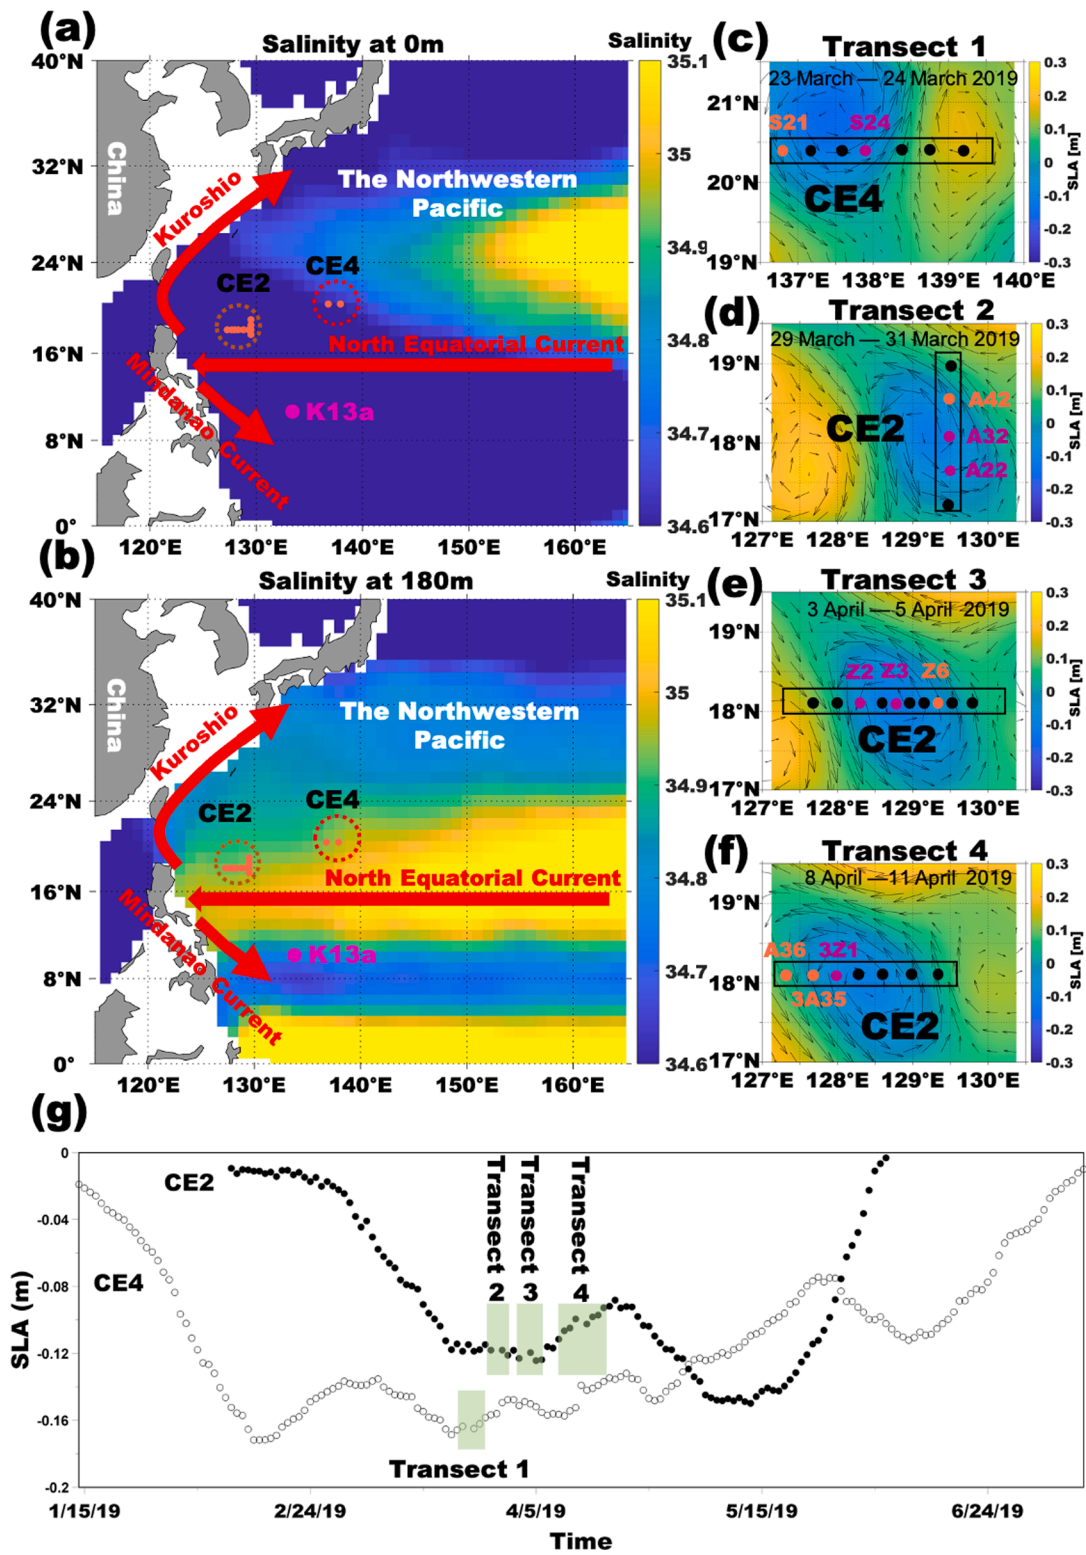 (a)
Salinity at 0m
Salinity
40°N
32°N
24°N
16°N
8°N
0°
120°E
130°E
140°E
150°E
160°E
35.1
35
34.9
34.8
34.7
34.6
China
Kuroshio
The Northwestern
Pacific
CE2
CE4
North Equatorial Current
Mindanao Current
K13a
(b)
Salinity at 180m
Salinity
40°N
32°N
24°N
16°N
8°N
0°
120°E
130°E
140°E
150°E
160°E
35.1
35
34.9
34.8
34.7
34.6
China
Kuroshio
The Northwestern
Pacific
CE2
CE4
North Equatorial Current
Mindanao Current
K13a
(c)
Transect 1
23 March — 24 March 2019
21°N
20°N
19°N
137°E
138°E
139°E
140°E
S21
S24
CE4
0.3
0.2
0.1
0
-0.1
-0.2
-0.3
SLA [m]
(d)
Transect 2
29 March — 31 March 2019
19°N
18°N
17°N
127°E
128°E
129°E
130°E
CE2
A42
A32
A22
0.3
0.2
0.1
0
-0.1
-0.2
-0.3
SLA [m]
(e)
Transect 3
3 April — 5 April 2019
19°N
18°N
17°N
127°E
128°E
129°E
130°E
Z2
Z3
Z6
CE2
0.3
0.2
0.1
0
-0.1
-0.2
-0.3
SLA [m]
(f)
Transect 4
8 April —11 April 2019
19°N
18°N
17°N
127°E
128°E
129°E
130°E
A36
3Z1
3A35
CE2
0.3
0.2
0.1
0
-0.1
-0.2
-0.3
SLA [m]
(g)
0
-0.04
-0.08
-0.12
-0.16
-0.2
SLA (m)
CE2
CE4
Transect 2
Transect 3
Transect 4
Transect 1
1/15/19
2/24/19
4/5/19
5/15/19
6/24/19
Time